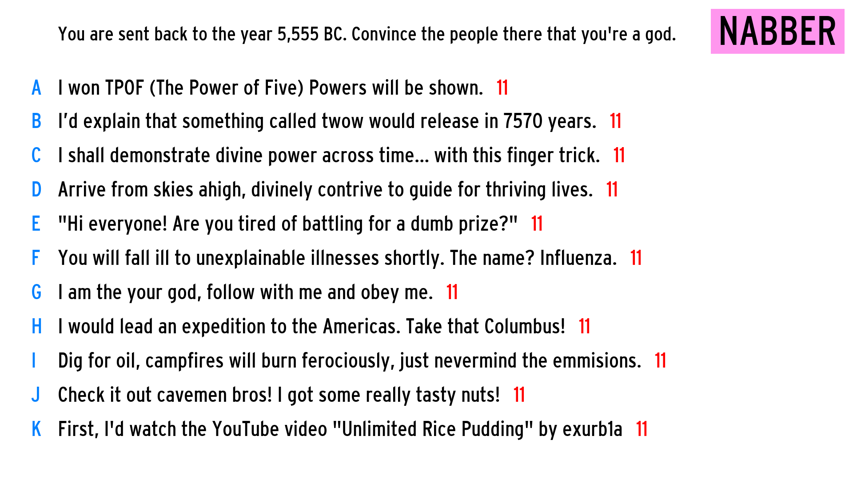 You are sent back to the year 5,555 BC. Convince the people there that you're a god.
NABBER
A I won TPOF (The Power of Five) Powers will be shown. 11
B I’d explain that something called twow would release in 7570 years. 11
C I shall demonstrate divine power across time... with this finger trick. 11
D Arrive from skies ahigh, divinely contrive to guide for thriving lives. 11
E "Hi everyone! Are you tired of battling for a dumb prize?" 11
F You will fall ill to unexplainable illnesses shortly. The name? Influenza. 11
G I am the your god, follow with me and obey me. 11
H I would lead an expedition to the Americas. Take that Columbus! 11
I Dig for oil, campfires will burn ferociously, just nevermind the emmisions. 11
J Check it out cavemen bros! I got some really tasty nuts! 11
K First, I'd watch the YouTube video "Unlimited Rice Pudding" by exurb1a 11